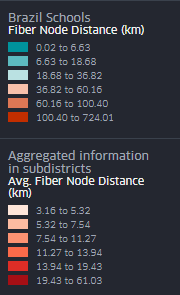 Brazil Schools
Fiber Node Distance (km)
0.02 to 6.63
6.63 to 18.68
18.68 to 36.82
36.82 to 60.16
60.16 to 100.40
100.40 to 724.01
Aggregated information
in subdistricts
Avg. Fiber Node Distance
(km)
3.16 to 5.32
5.32 to 7.54
7.54 to 11.27
11.27 to 13.94
13.94 to 19.43
19.43 to 61.03